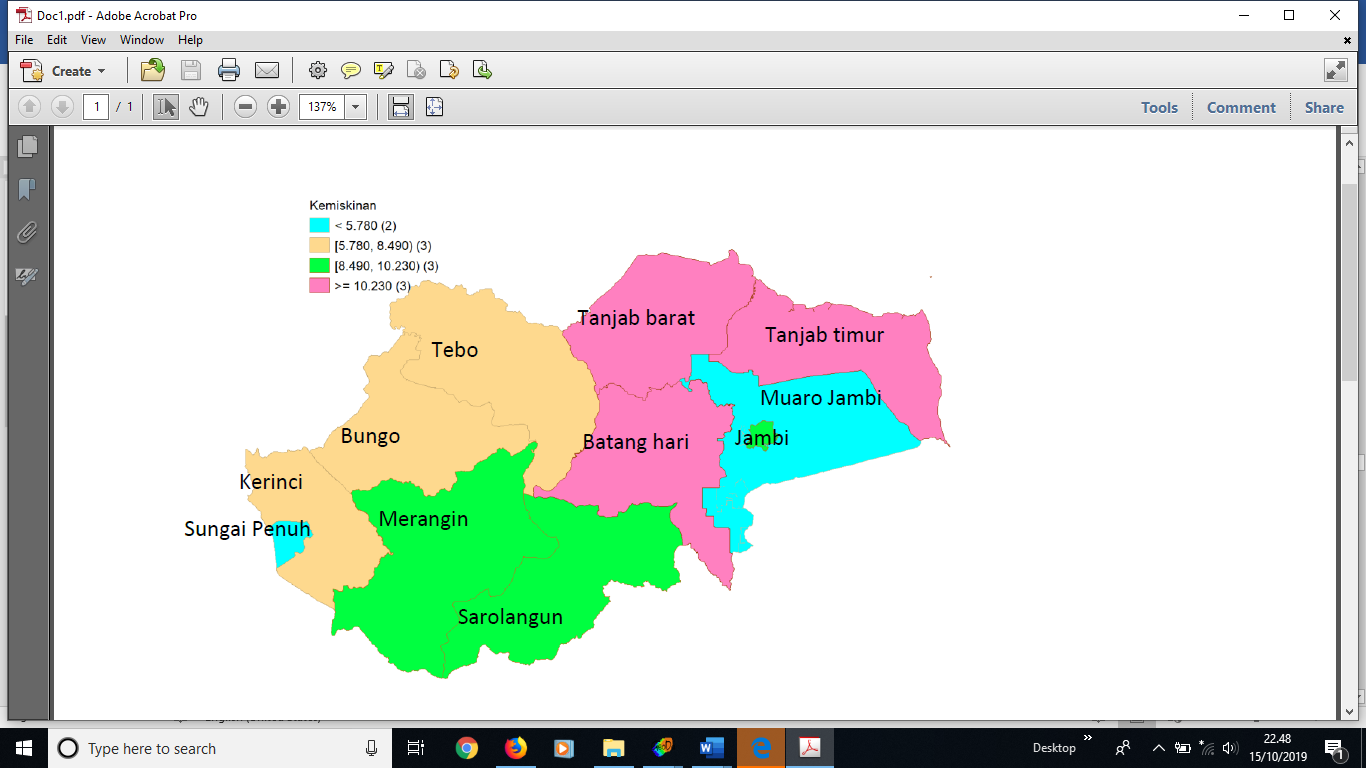 Doc1.pdf - Adobe Acrobat Pro
File Edit View Window Help
Create
1 / 1 137% Tools Comment Share
Kemiskinan
< 5.780 (2)
[5.780, 8.490) (3)
[8.490, 10.230) (3)
>= 10.230 (3)
Tanjab barat
Tanjab timur
Tebo
Muaro Jambi
Bungo
Batang hari
Jambi
Kerinci
Merangin
Sungai Penuh
Sarolangun
Type here to search
Desktop
22.48
15/10/2019
1